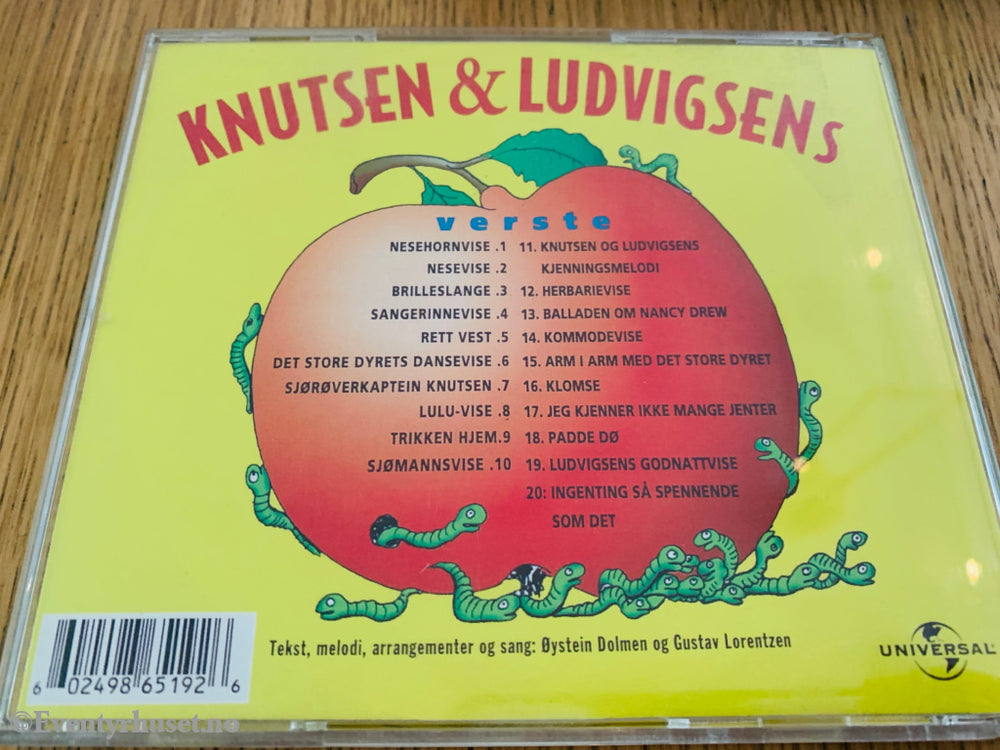 KNUTSEN & LUDVIGSENs
verste
NESEHORNVISE .1
NESEVISE .2
BRILLESLANGE .3
SANGERINNEVISE .4
RETT VEST .5
DET STORE DYRETS DANSEVISE .6
SJØRØVERKAPTEIN KNUTSEN .7
LULU-VISE .8
TRIKKEN HJEM.9
SJØMANNSVISE .10
11. KNUTSEN OG LUDVIGSENS
KJENNINGSMELODI
12. HERBARIEVISE
13. BALLADEN OM NANCY DREW
14. KOMMODEVISE
15. ARM I ARM MED DET STORE DYRET
16. KLOMSE
17. JEG KJENNER IKKE MANGE JENTER
18. PADDE DØ
19. LUDVIGSENS GODNATTVISE
20: INGENTING SÅ SPENNENDE
SOM DET
Tekst, melodi, arrangementer og sang: Øystein Dolmen og Gustav Lorentzen
UNIVERSAL
6 02498 65192 6
©Eventyrhuset.no